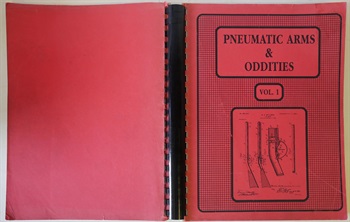 PNEUMATIC ARMS
&
ODDITIES
VOL. 1